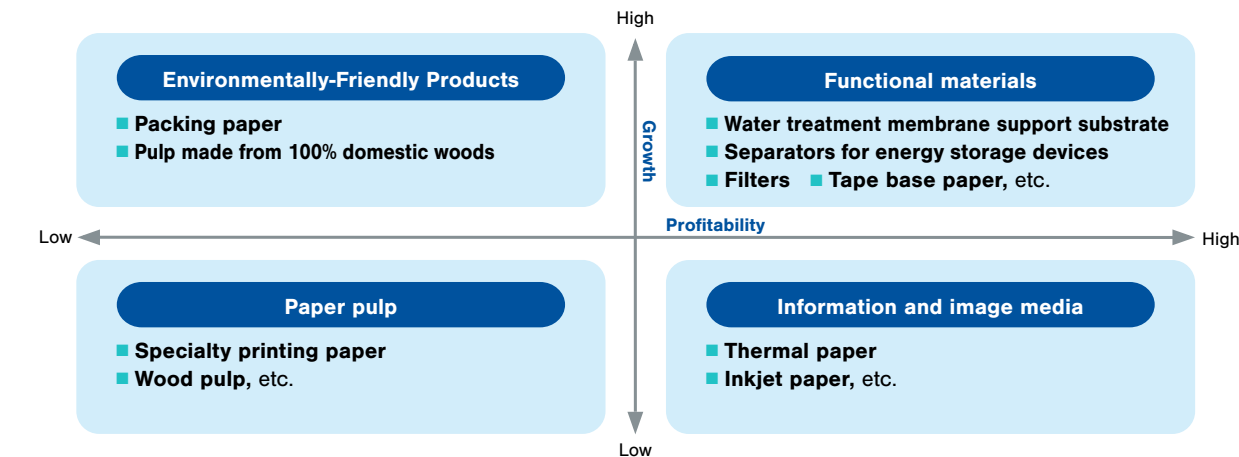 High
Environmentally-Friendly Products
■ Packing paper
■ Pulp made from 100% domestic woods
Growth
Functional materials
■ Water treatment membrane support substrate
■ Separators for energy storage devices
■ Filters ■ Tape base paper, etc.
Low
Profitability
High
Paper pulp
■ Specialty printing paper
■ Wood pulp, etc.
Information and image media
■ Thermal paper
■ Inkjet paper, etc.
Low